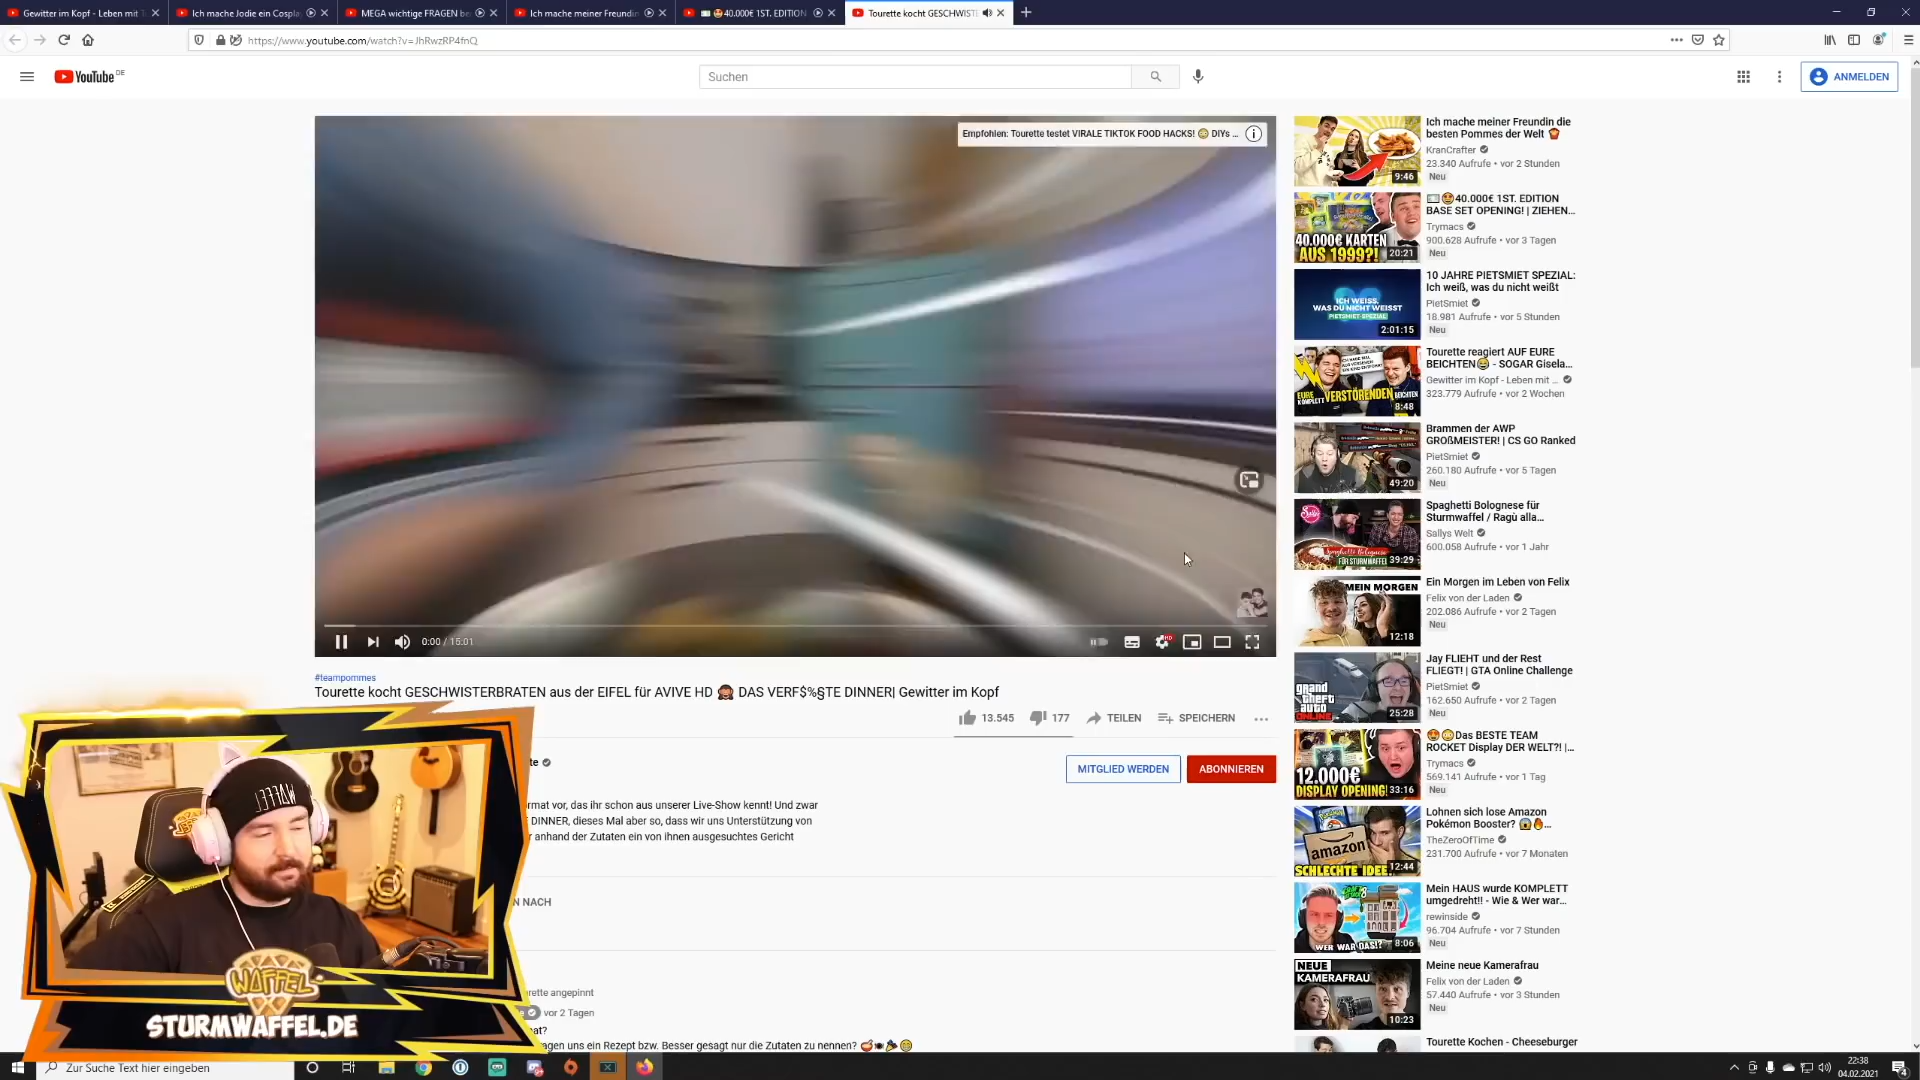 Gewitter im Kopf - Leben mit T
Ich mache Jodie ein Cospla
MEGA wichtige FRAGEN be
Ich mache meiner Freundin
40.000€ 1ST. EDITION
Tourette kocht GESCHWISTE
https://www.youtube.com/watch?v=JhRwzRP4fnQ
YouTube DE
Suchen
ANMELDEN
Empfohlen: Tourette testet VIRALE TIKTOK FOOD HACKS! 😳 DIYs ...
0:00 / 15:01
#teampommes
Tourette kocht GESCHWISTERBRATEN aus der EIFEL für AVIVE HD 🙈 DAS VERF$%§TE DINNER| Gewitter im Kopf
13.545
177
TEILEN
SPEICHERN
te
MITGLIED WERDEN
ABONNIEREN
ormat vor, das ihr schon aus unserer Live-Show kennt! Und zwar
E DINNER, dieses Mal aber so, dass wir uns Unterstützung von
r anhand der Zutaten ein von ihnen ausgesuchtes Gericht
N NACH
rette angepinnt
vor 2 Tagen
at?
agen uns ein Rezept bzw. Besser gesagt nur die Zutaten zu nennen?
WAFFEL
WAFFEL
STURMWAFFEL.DE
9:46
Ich mache meiner Freundin die
besten Pommes der Welt
KranCrafter
23.340 Aufrufe • vor 2 Stunden
Neu
40.000€ KARTEN
AUS 1999?!
20:21
40.000€ 1ST. EDITION
BASE SET OPENING! | ZIEHEN...
Trymacs
900.628 Aufrufe • vor 3 Tagen
Neu
ICH WEISS,
WAS DU NICHT WEISST
PIETSMIET-SPEZIAL
2:01:15
10 JAHRE PIETSMIET SPEZIAL:
Ich weiß, was du nicht weißt
PietSmiet
18.981 Aufrufe • vor 5 Stunden
Neu
EURE
KOMPLETT VERSTÖRENDEN BEICHTEN
8:48
Tourette reagiert AUF EURE
BEICHTEN😂 - SOGAR Gisela...
Gewitter im Kopf - Leben mit ...
323.779 Aufrufe • vor 2 Wochen
49:20
Brammen der AWP
GROßMEISTER! | CS GO Ranked
PietSmiet
260.180 Aufrufe • vor 5 Tagen
Neu
Spaghetti Bolognese
FÜR STURMWAFFEL
39:29
Spaghetti Bolognese für
Sturmwaffel / Ragù alla...
Sallys Welt
600.058 Aufrufe • vor 1 Jahr
MEIN MORGEN
12:18
Ein Morgen im Leben von Felix
Felix von der Laden
202.086 Aufrufe • vor 2 Tagen
Neu
grand
theft
auto
ONLINE
25:28
Jay FLIEHT und der Rest
FLIEGT! | GTA Online Challenge
PietSmiet
162.650 Aufrufe • vor 2 Tagen
Neu
12.000€
DISPLAY OPENING!
33:16
😍😳Das BESTE TEAM
ROCKET Display DER WELT?! |...
Trymacs
569.141 Aufrufe • vor 1 Tag
Neu
amazon
SCHLECHTE IDEE
12:44
Lohnen sich lose Amazon
Pokémon Booster? 😱🔥...
TheZeroOfTime
231.700 Aufrufe • vor 7 Monaten
WER WAR DAS!?
8:06
Mein HAUS wurde KOMPLETT
umgedreht!! - Wie & Wer war...
rewinside
96.704 Aufrufe • vor 7 Stunden
Neu
NEUE
KAMERAFRAU
10:23
Meine neue Kamerafrau
Felix von der Laden
57.440 Aufrufe • vor 3 Stunden
Neu
Tourette Kochen - Cheeseburger
Zur Suche Text hier eingeben
22:38
04.02.2021